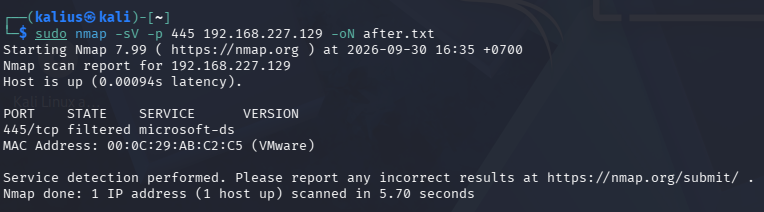 ┌──(kalius㉿kali)-[~]
└─$ sudo nmap -sV -p 445 192.168.227.129 -oN after.txt
Starting Nmap 7.99 ( https://nmap.org ) at 2026-09-30 16:35 +0700
Nmap scan report for 192.168.227.129
Host is up (0.00094s latency).

PORT    STATE    SERVICE      VERSION
445/tcp filtered microsoft-ds
MAC Address: 00:0C:29:AB:C2:C5 (VMware)

Service detection performed. Please report any incorrect results at https://nmap.org/submit/ .
Nmap done: 1 IP address (1 host up) scanned in 5.70 seconds